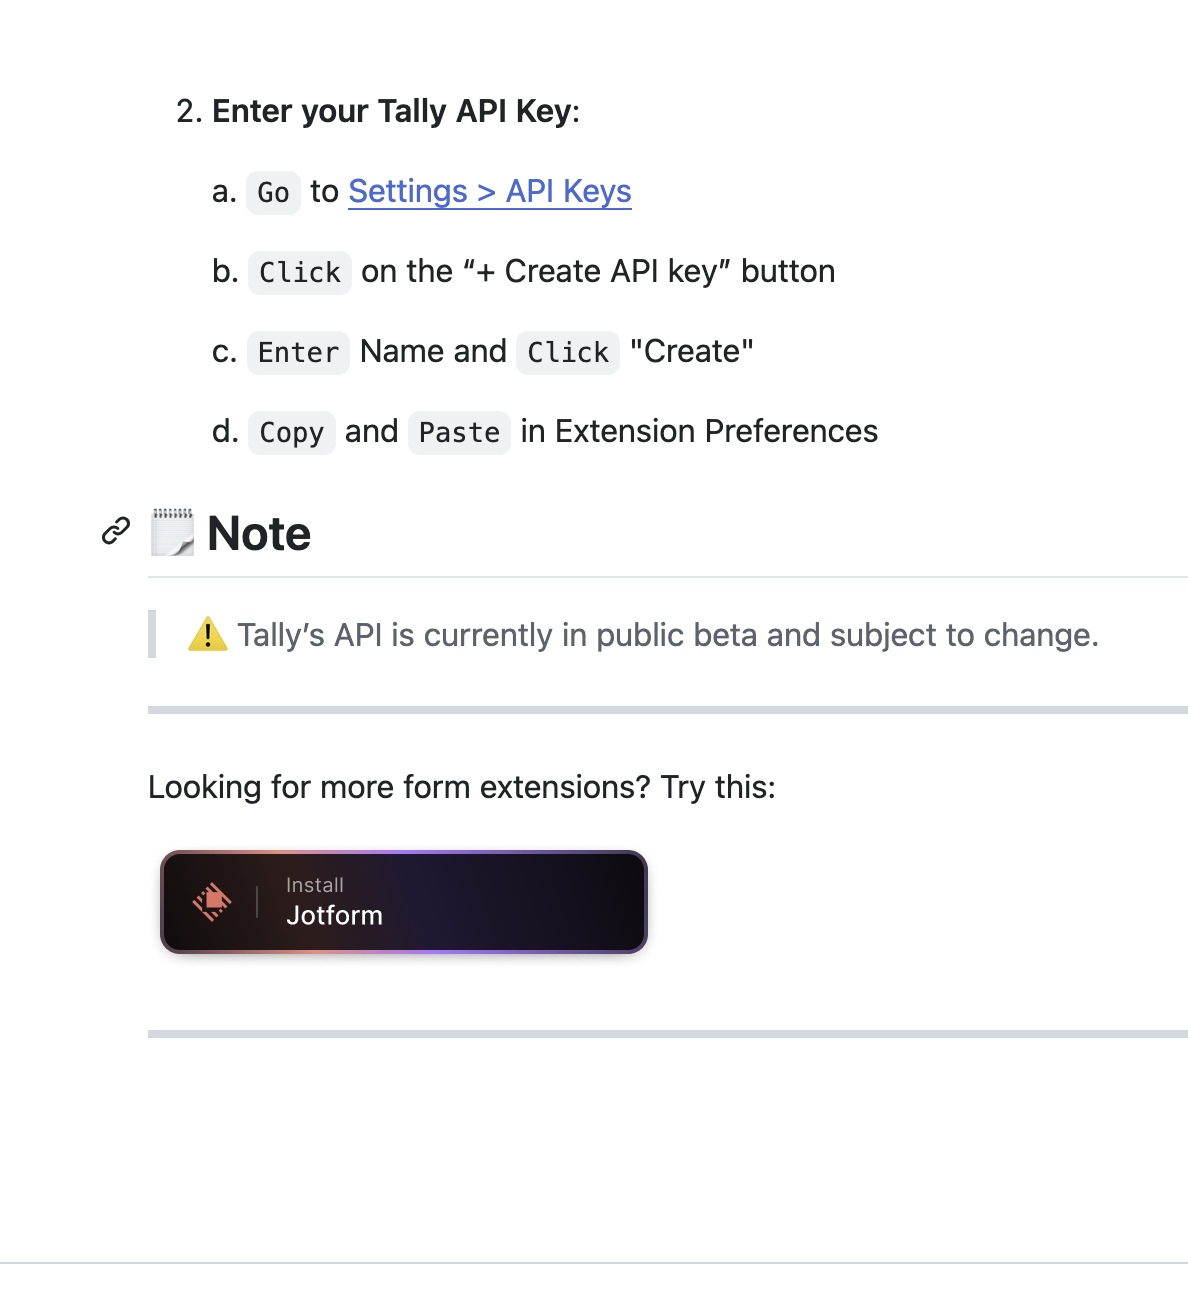 2. Enter your Tally API Key:
a. Go to Settings > API Keys
b. Click on the “+ Create API key” button
c. Enter Name and Click "Create"
d. Copy and Paste in Extension Preferences
🗒️ Note
⚠️ Tally’s API is currently in public beta and subject to change.
Looking for more form extensions? Try this:
Install
Jotform